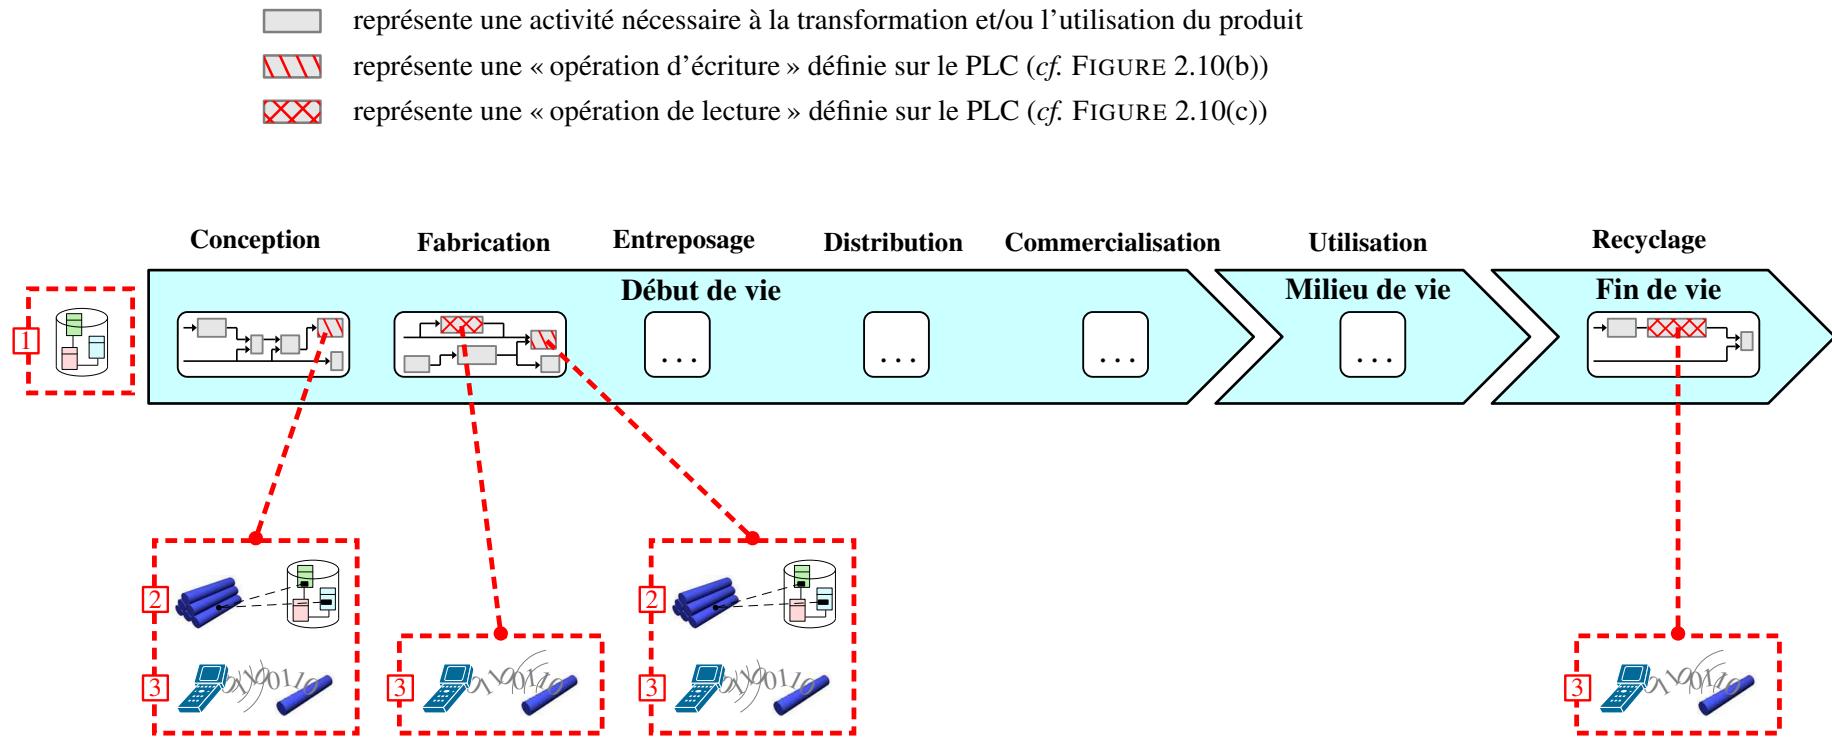 représente une activité nécessaire à la transformation et/ou l’utilisation du produit
représente une « opération d’écriture » définie sur le PLC (cf. FIGURE 2.10(b))
représente une « opération de lecture » définie sur le PLC (cf. FIGURE 2.10(c))
Conception Fabrication Entreposage Distribution Commercialisation Utilisation Recyclage
Début de vie Milieu de vie Fin de vie
1
... ... ... ...
2 2
3 3 3 3